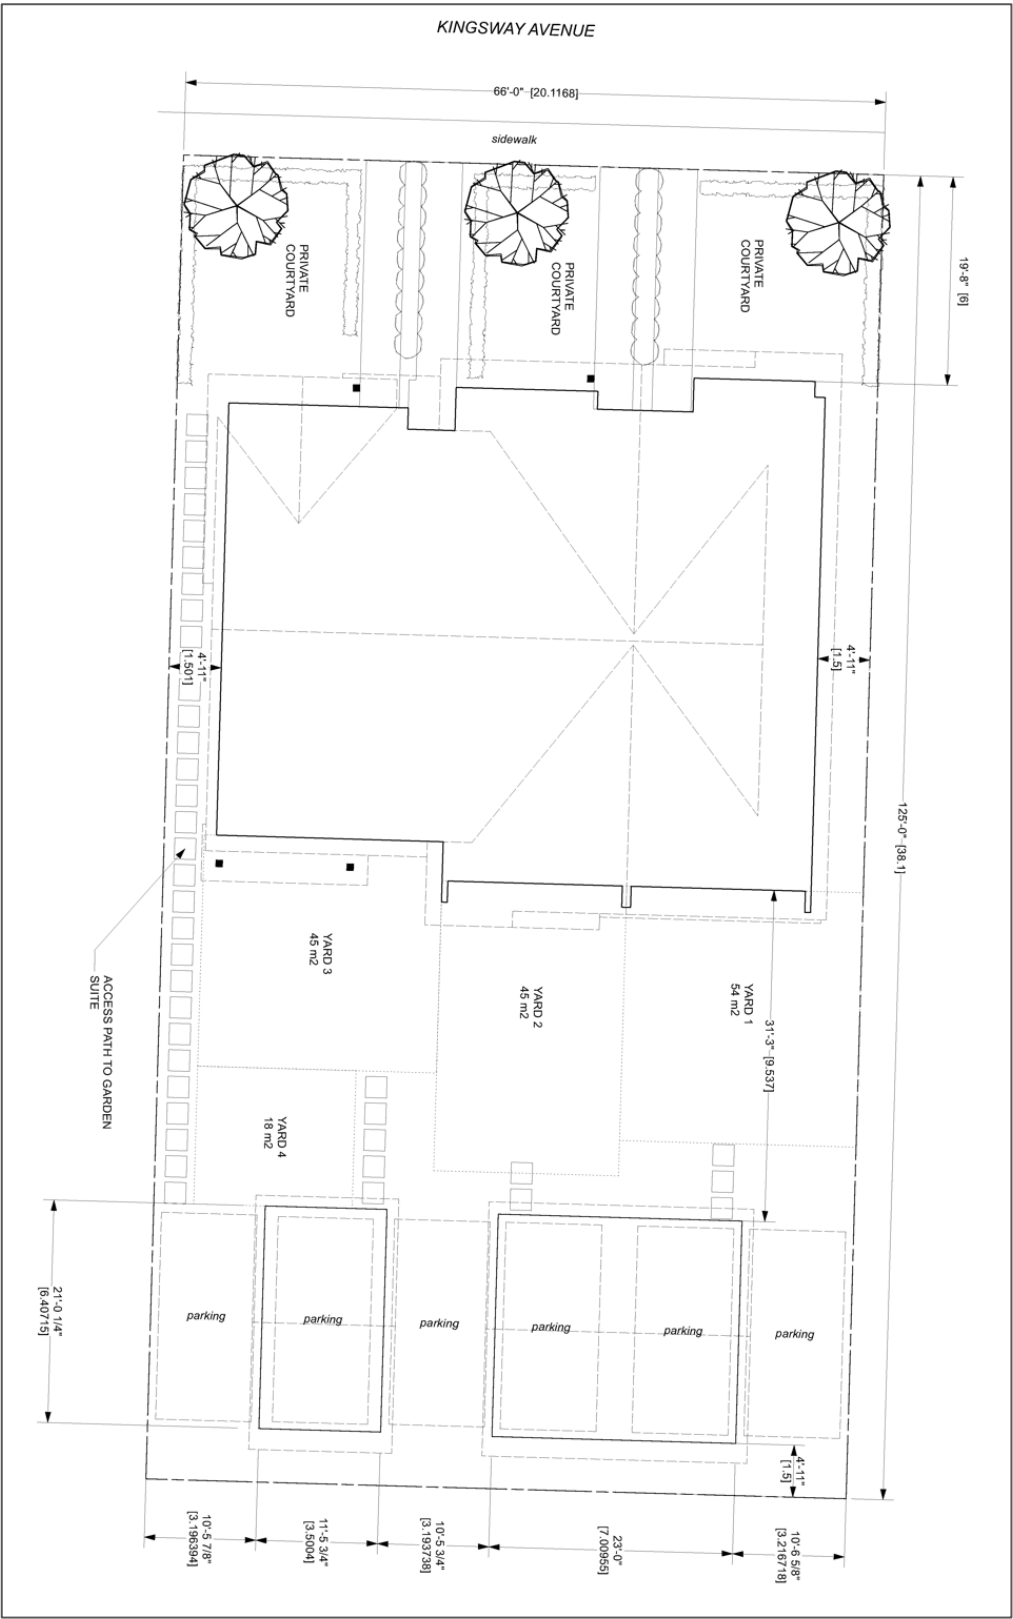 KINGSWAY AVENUE
66'-0" [20.1168]
sidewalk
PRIVATE
COURTYARD
PRIVATE
COURTYARD
PRIVATE
COURTYARD
19'-8" [6]
4'-11"
[1.501]
4'-11"
[1.5]
125'-0" [38.1]
YARD 3
45 m2
YARD 2
45 m2
YARD 1
54 m2
31'-3" [9.537]
ACCESS PATH TO GARDEN
SUITE
YARD 4
18 m2
21'-0 1/4"
[6.40715]
parking
parking
parking
parking
parking
parking
4'-11"
[1.5]
10'-5 7/8"
[3.196394]
11'-5 3/4"
[3.5004]
10'-5 3/4"
[3.193738]
23'-0"
[7.00955]
10'-6 5/8"
[3.216718]